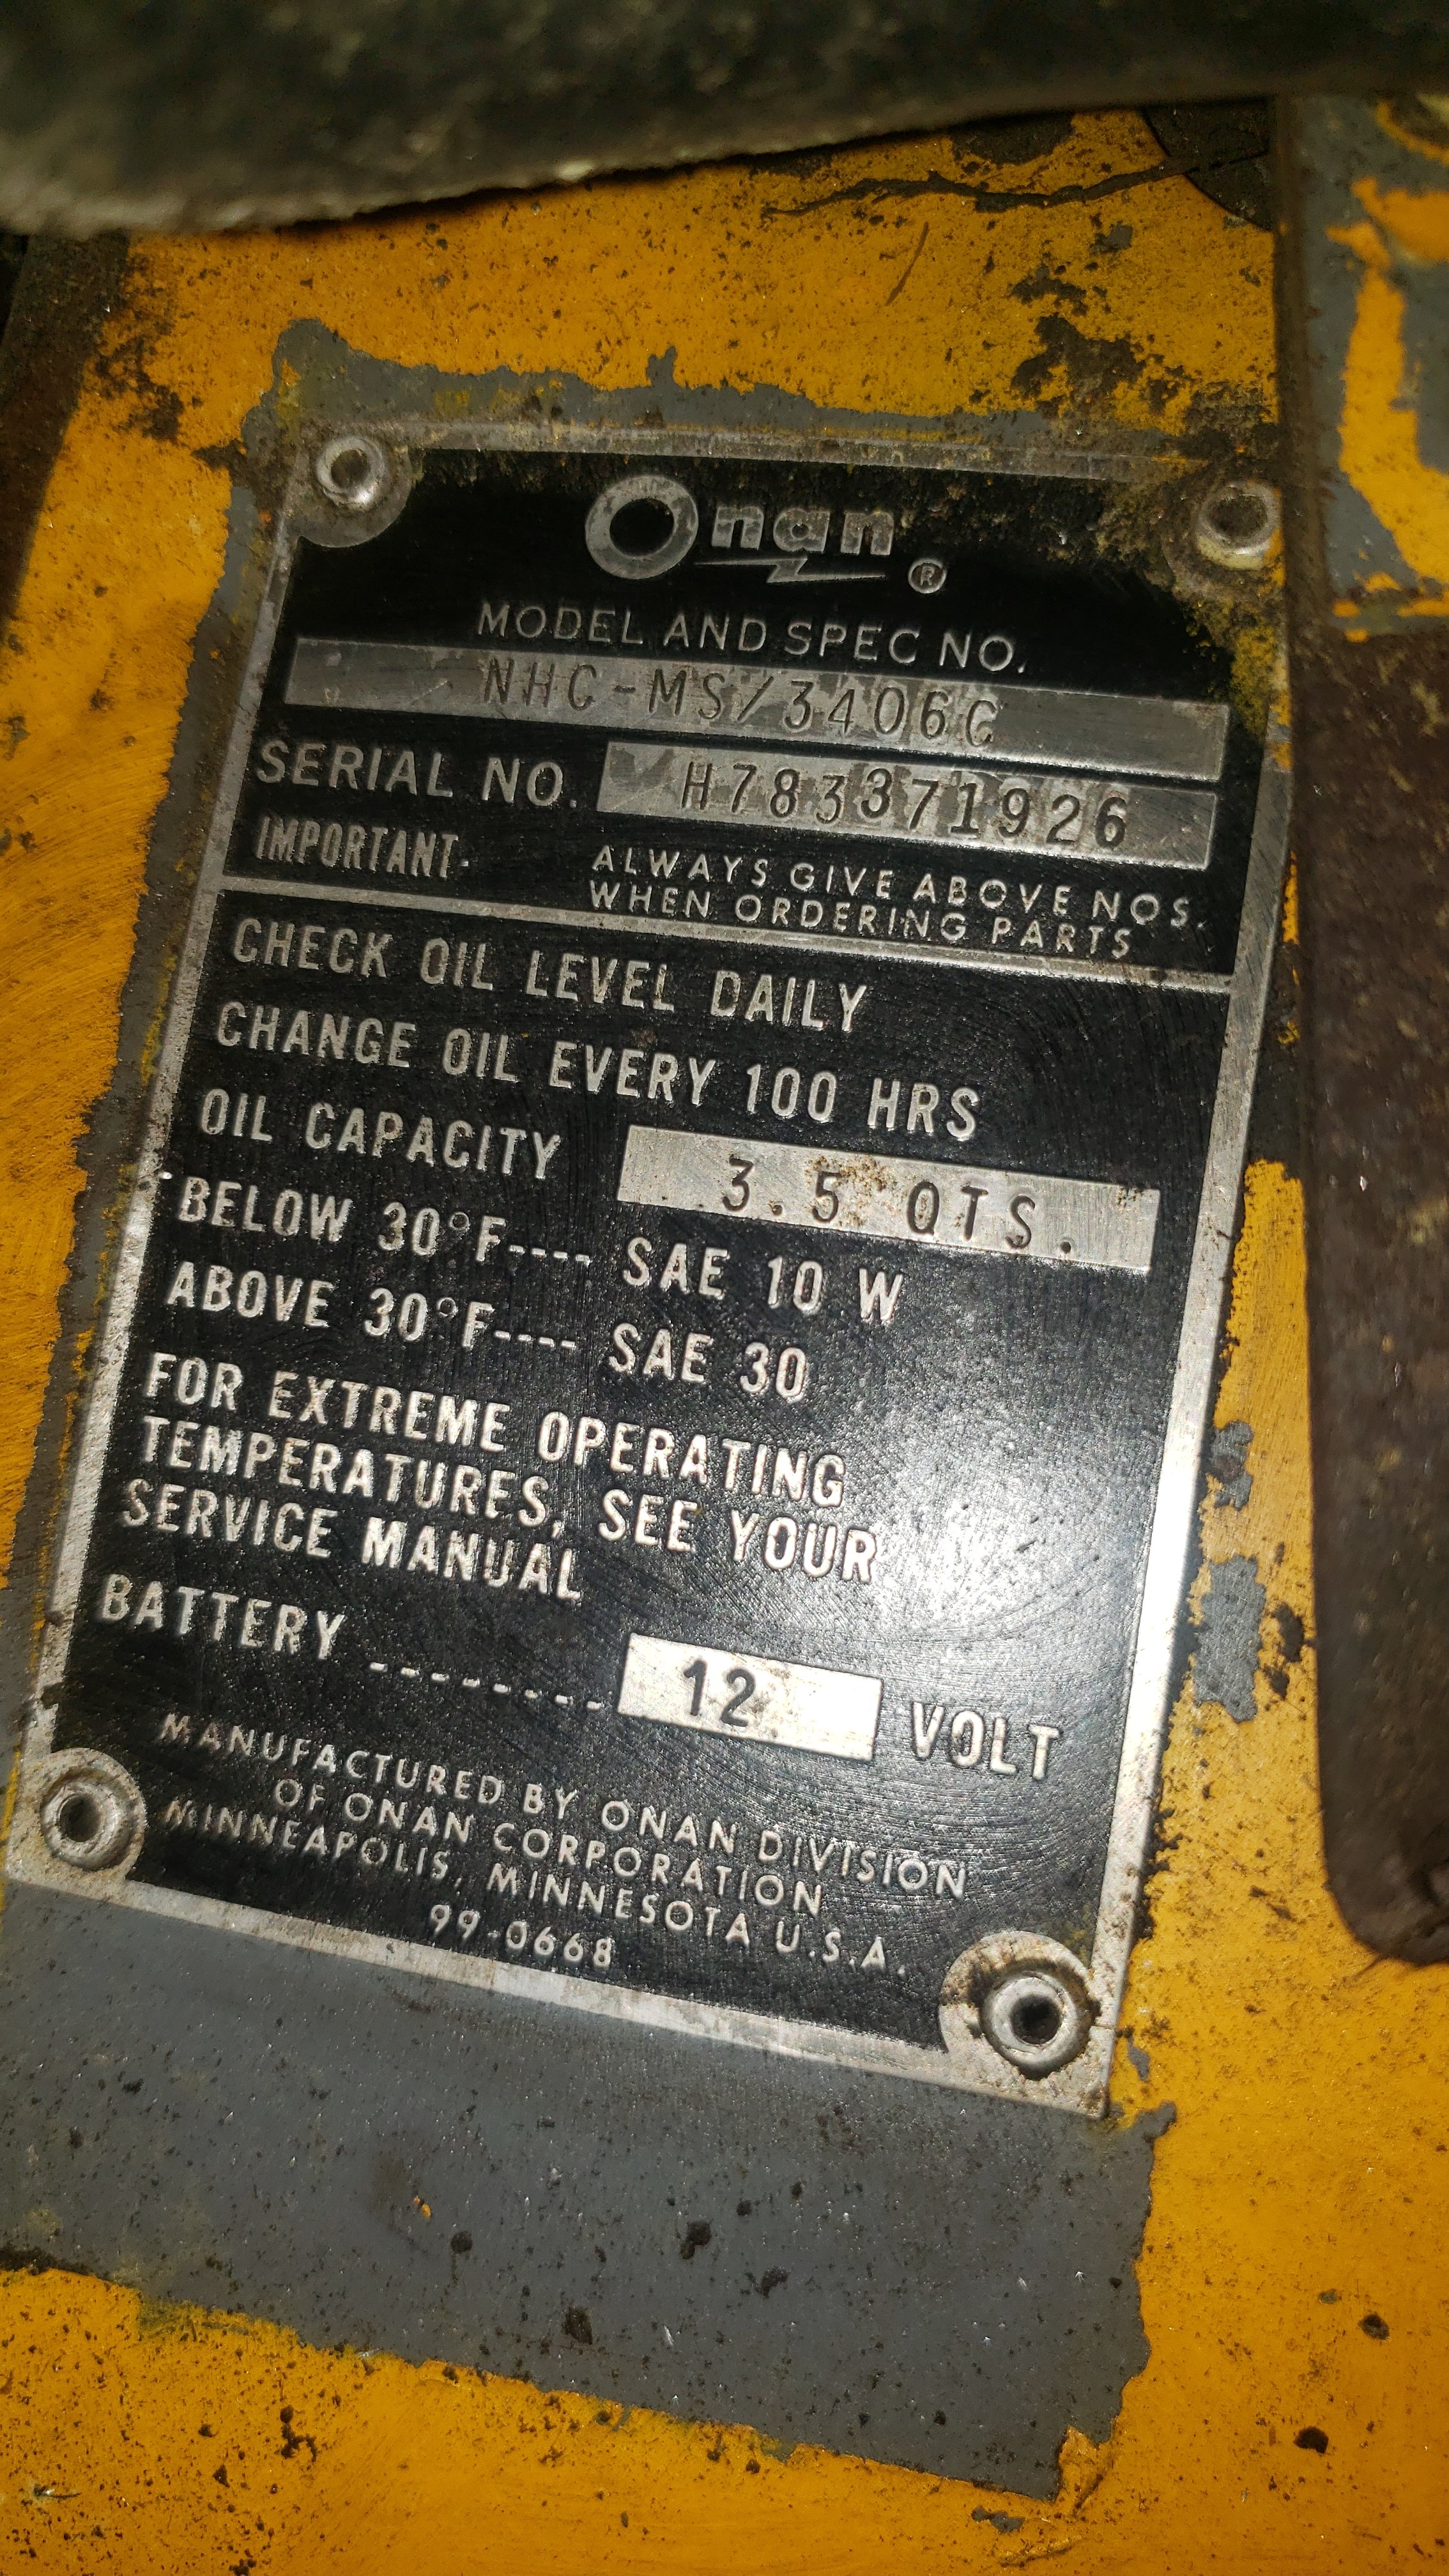 Onan ®
MODEL AND SPEC NO.
NHC-MS/3406C
SERIAL NO. H783371926
IMPORTANT- ALWAYS GIVE ABOVE NOS.
WHEN ORDERING PARTS
CHECK OIL LEVEL DAILY
CHANGE OIL EVERY 100 HRS
OIL CAPACITY 3.5 QTS.
BELOW 30°F---- SAE 10 W
ABOVE 30°F---- SAE 30
FOR EXTREME OPERATING
TEMPERATURES, SEE YOUR
SERVICE MANUAL
BATTERY -------- 12 VOLT
MANUFACTURED BY ONAN DIVISION
OF ONAN CORPORATION
MINNEAPOLIS, MINNESOTA U.S.A.
99-0668